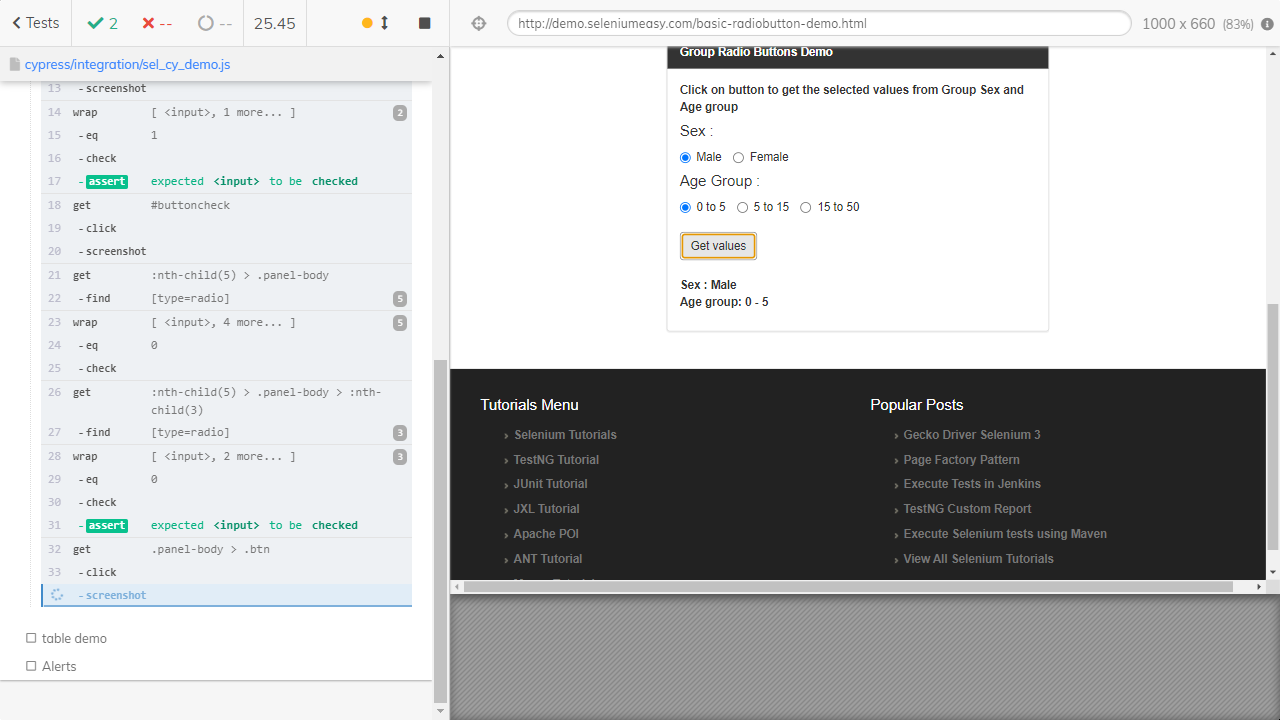 Tests
2
--
--
25.45
http://demo.seleniumeasy.com/basic-radiobutton-demo.html
1000 x 660 (83%)
cypress/integration/sel_cy_demo.js
13 -screenshot
14 wrap [ <input>, 1 more... ] 2
15 -eq 1
16 -check
17 -assert expected <input> to be checked
18 get #buttoncheck
19 -click
20 -screenshot
21 get :nth-child(5) > .panel-body
22 -find [type=radio] 5
23 wrap [ <input>, 4 more... ] 5
24 -eq 0
25 -check
26 get :nth-child(5) > .panel-body > :nth-
child(3)
27 -find [type=radio] 3
28 wrap [ <input>, 2 more... ] 3
29 -eq 0
30 -check
31 -assert expected <input> to be checked
32 get .panel-body > .btn
33 -click
-screenshot
table demo
Alerts
Group Radio Buttons Demo
Click on button to get the selected values from Group Sex and
Age group
Sex :
Male Female
Age Group :
0 to 5 5 to 15 15 to 50
Get values
Sex : Male
Age group: 0 - 5
Tutorials Menu
Selenium Tutorials
TestNG Tutorial
JUnit Tutorial
JXL Tutorial
Apache POI
ANT Tutorial
Popular Posts
Gecko Driver Selenium 3
Page Factory Pattern
Execute Tests in Jenkins
TestNG Custom Report
Execute Selenium tests using Maven
View All Selenium Tutorials